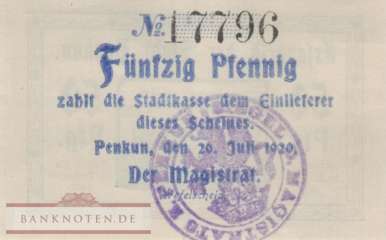 № 17796
Fünfzig Pfennig
zahlt die Stadtkasse dem Einlieferer
dieses Scheines.
Penkun, den 20. Juli 1920.
Der Magistrat.
BANKNOTEN.DE